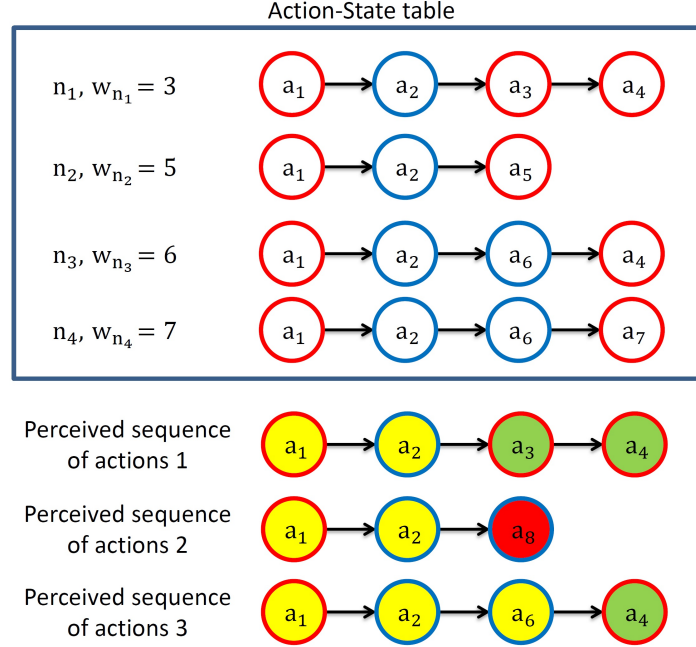 Action-State table
n₁, wₙ₁ = 3 a₁ a₂ a₃ a₄
n₂, wₙ₂ = 5 a₁ a₂ a₅
n₃, wₙ₃ = 6 a₁ a₂ a₆ a₄
n₄, wₙ₄ = 7 a₁ a₂ a₆ a₇
Perceived sequence
of actions 1
a₁ a₂ a₃ a₄
Perceived sequence
of actions 2
a₁ a₂ a₈
Perceived sequence
of actions 3
a₁ a₂ a₆ a₄